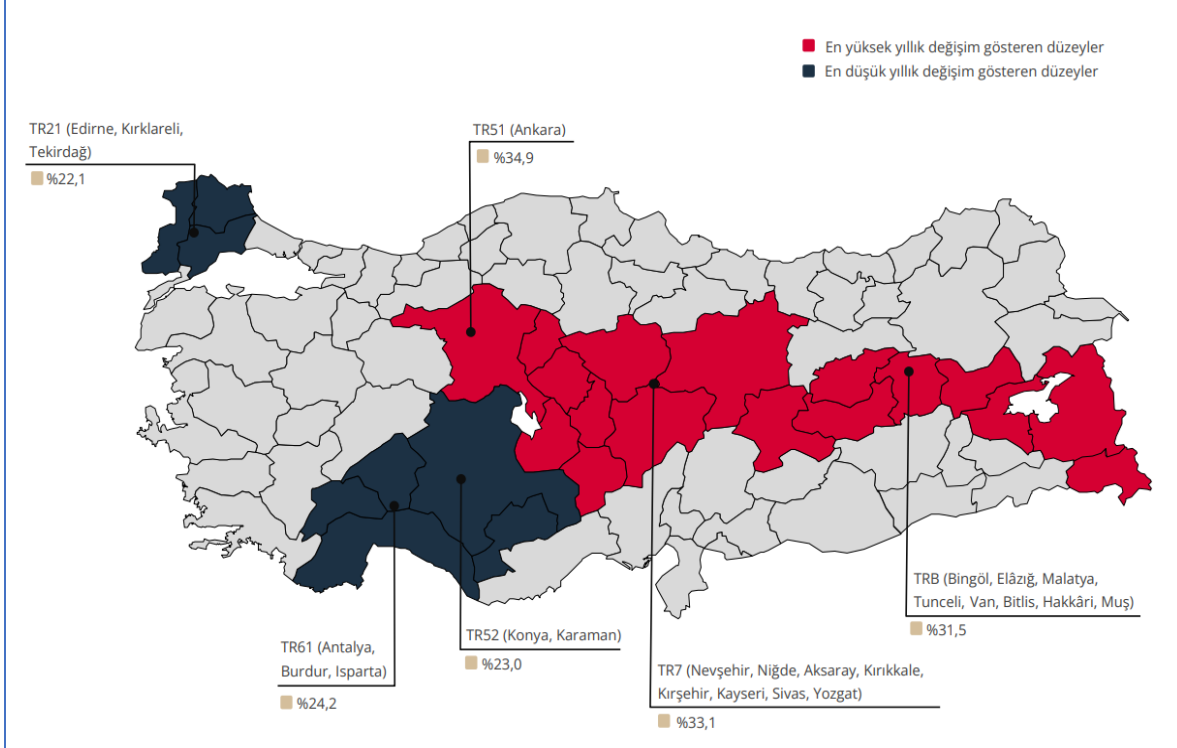 En yüksek yıllık değişim gösteren düzeyler
En düşük yıllık değişim gösteren düzeyler
TR21 (Edirne, Kırklareli,
Tekirdağ)
%22,1
TR51 (Ankara)
%34,9
TRB (Bingöl, Elâzığ, Malatya,
Tunceli, Van, Bitlis, Hakkâri, Muş)
%31,5
TR61 (Antalya,
Burdur, Isparta)
%24,2
TR52 (Konya, Karaman)
%23,0
TR7 (Nevşehir, Niğde, Aksaray, Kırıkkale,
Kırşehir, Kayseri, Sivas, Yozgat)
%33,1